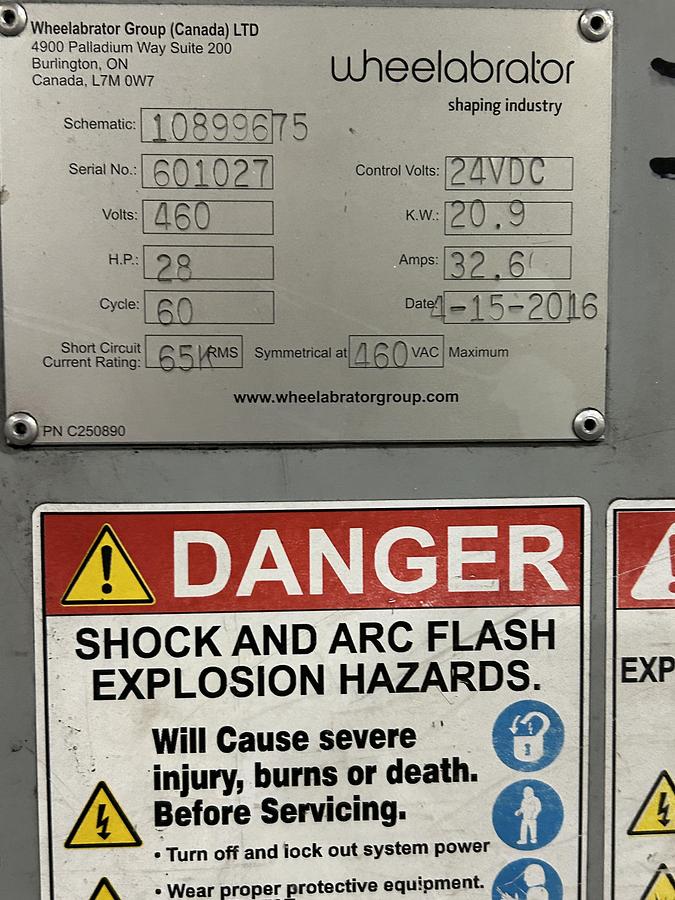 Wheelabrator Group (Canada) LTD
4900 Palladium Way Suite 200
Burlington, ON
Canada, L7M 0W7
wheelabrator
shaping industry
Schematic: 10899675
Serial No.: 601027
Control Volts: 24VDC
Volts: 460
K.W.: 20.9
H.P.: 28
Amps: 32.6
Cycle: 60
Date: 4-15-2016
Short Circuit
Current Rating: 65K RMS Symmetrical at 460 VAC Maximum
www.wheelabratorgroup.com
PN C250890
DANGER
SHOCK AND ARC FLASH
EXPLOSION HAZARDS.
Will Cause severe
injury, burns or death.
Before Servicing.
• Turn off and lock out system power
• Wear proper protective equipment.
EXP